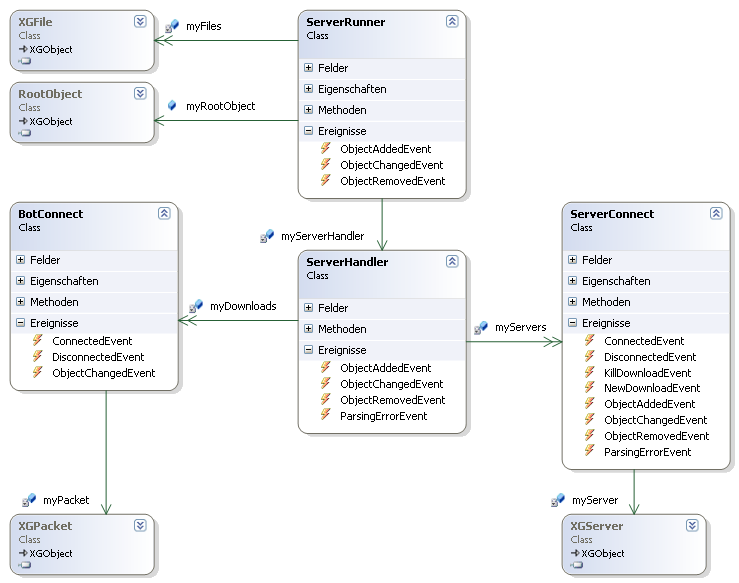 XGFile
Class
XGObject
myFiles
RootObject
Class
XGObject
myRootObject
ServerRunner
Class
Felder
Eigenschaften
Methoden
Ereignisse
ObjectAddedEvent
ObjectChangedEvent
ObjectRemovedEvent
myServerHandler
BotConnect
Class
Felder
Eigenschaften
Methoden
Ereignisse
ConnectedEvent
DisconnectedEvent
ObjectChangedEvent
myDownloads
ServerHandler
Class
Felder
Methoden
Ereignisse
ObjectAddedEvent
ObjectChangedEvent
ObjectRemovedEvent
ParsingErrorEvent
myServers
ServerConnect
Class
Felder
Eigenschaften
Methoden
Ereignisse
ConnectedEvent
DisconnectedEvent
KillDownloadEvent
NewDownloadEvent
ObjectAddedEvent
ObjectChangedEvent
ObjectRemovedEvent
ParsingErrorEvent
myPacket
XGPacket
Class
XGObject
myServer
XGServer
Class
XGObject